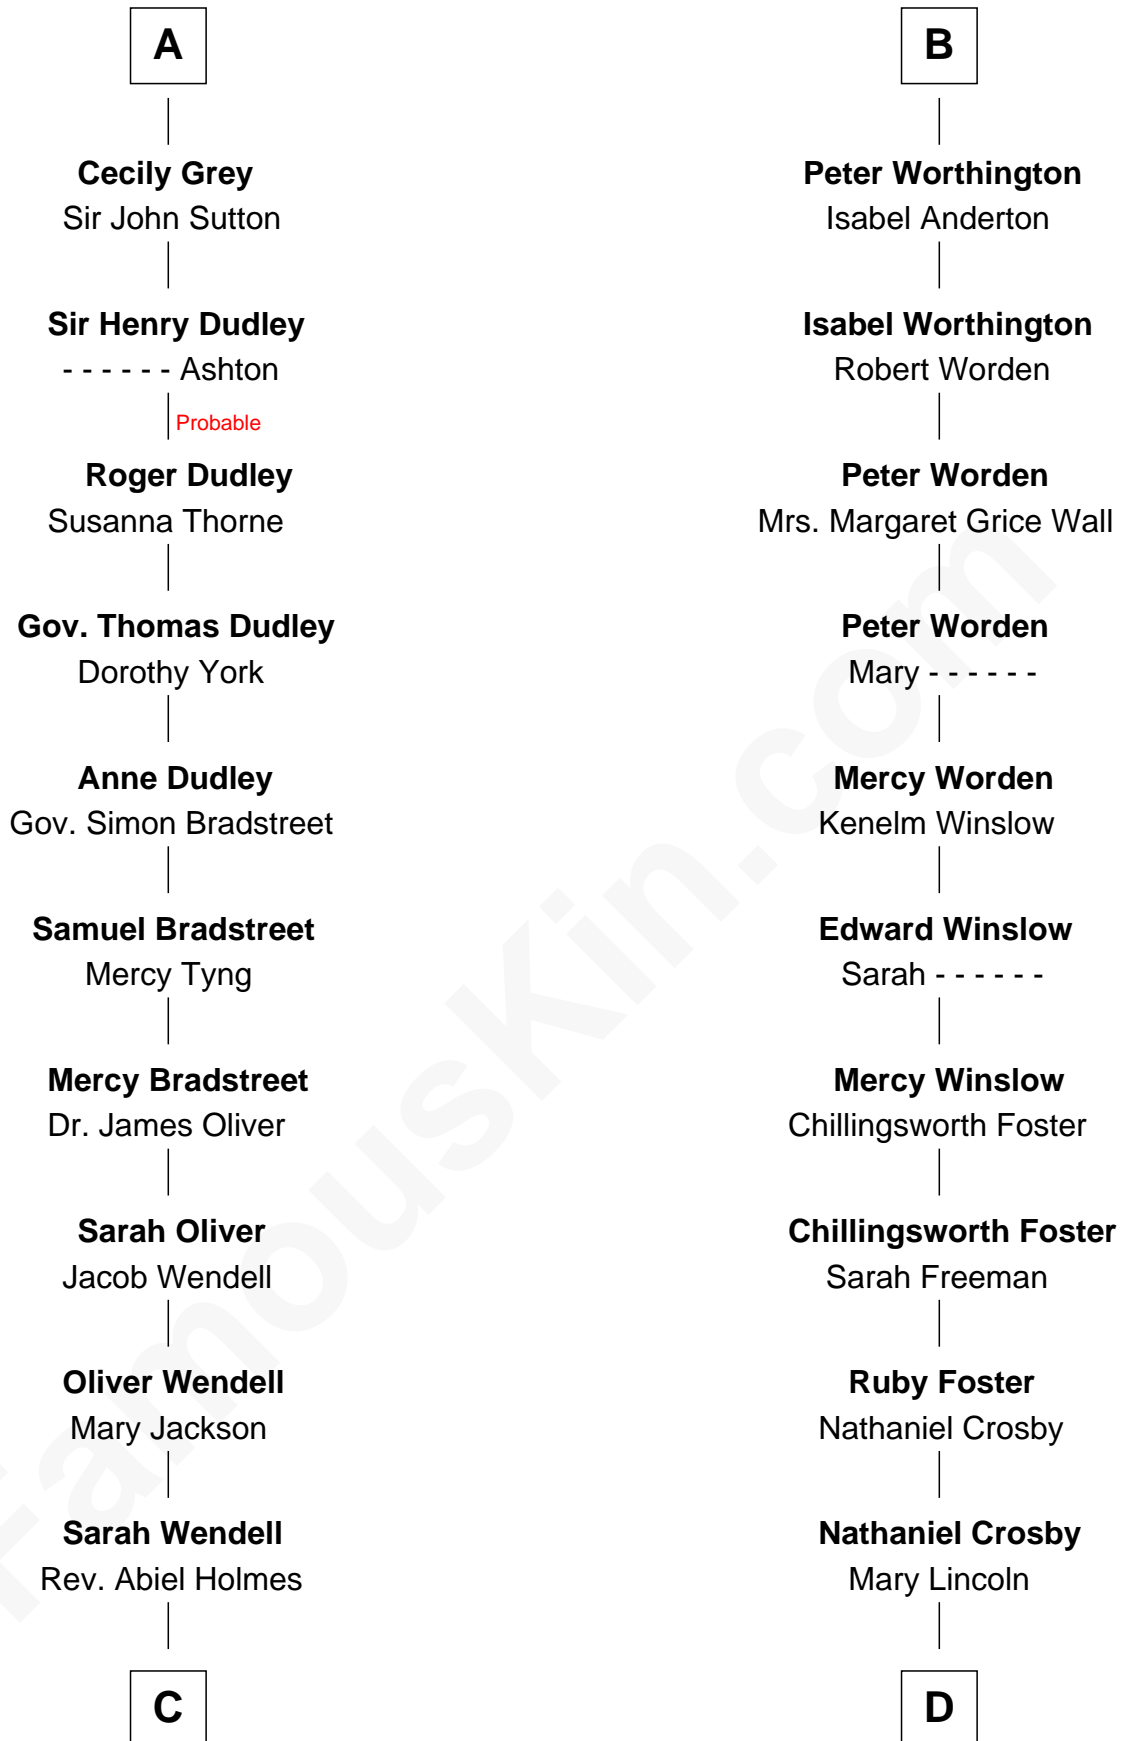 A
Cecily Grey
Sir John Sutton
Sir Henry Dudley
- - - - - - Ashton
Probable
Roger Dudley
Susanna Thorne
Gov. Thomas Dudley
Dorothy York
Anne Dudley
Gov. Simon Bradstreet
Samuel Bradstreet
Mercy Tyng
Mercy Bradstreet
Dr. James Oliver
Sarah Oliver
Jacob Wendell
Oliver Wendell
Mary Jackson
Sarah Wendell
Rev. Abiel Holmes
C
B
Peter Worthington
Isabel Anderton
Isabel Worthington
Robert Worden
Peter Worden
Mrs. Margaret Grice Wall
Peter Worden
Mary - - - - - -
Mercy Worden
Kenelm Winslow
Edward Winslow
Sarah - - - - - -
Mercy Winslow
Chillingsworth Foster
Chillingsworth Foster
Sarah Freeman
Ruby Foster
Nathaniel Crosby
Nathaniel Crosby
Mary Lincoln
D
FamousKin.com